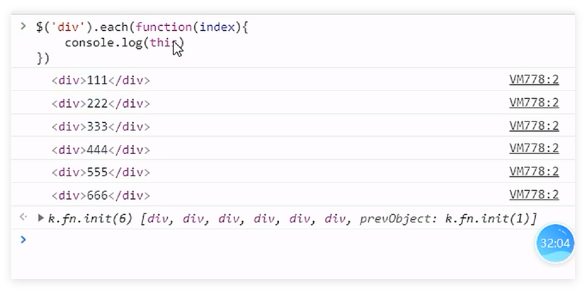 > $('div').each(function(index){
console.log(this)
})
<div>111</div> VM778:2
<div>222</div> VM778:2
<div>333</div> VM778:2
<div>444</div> VM778:2
<div>555</div> VM778:2
<div>666</div> VM778:2
k.fn.init(6) [div, div, div, div, div, div, prevObject: k.fn.init(1)]
>
32:04